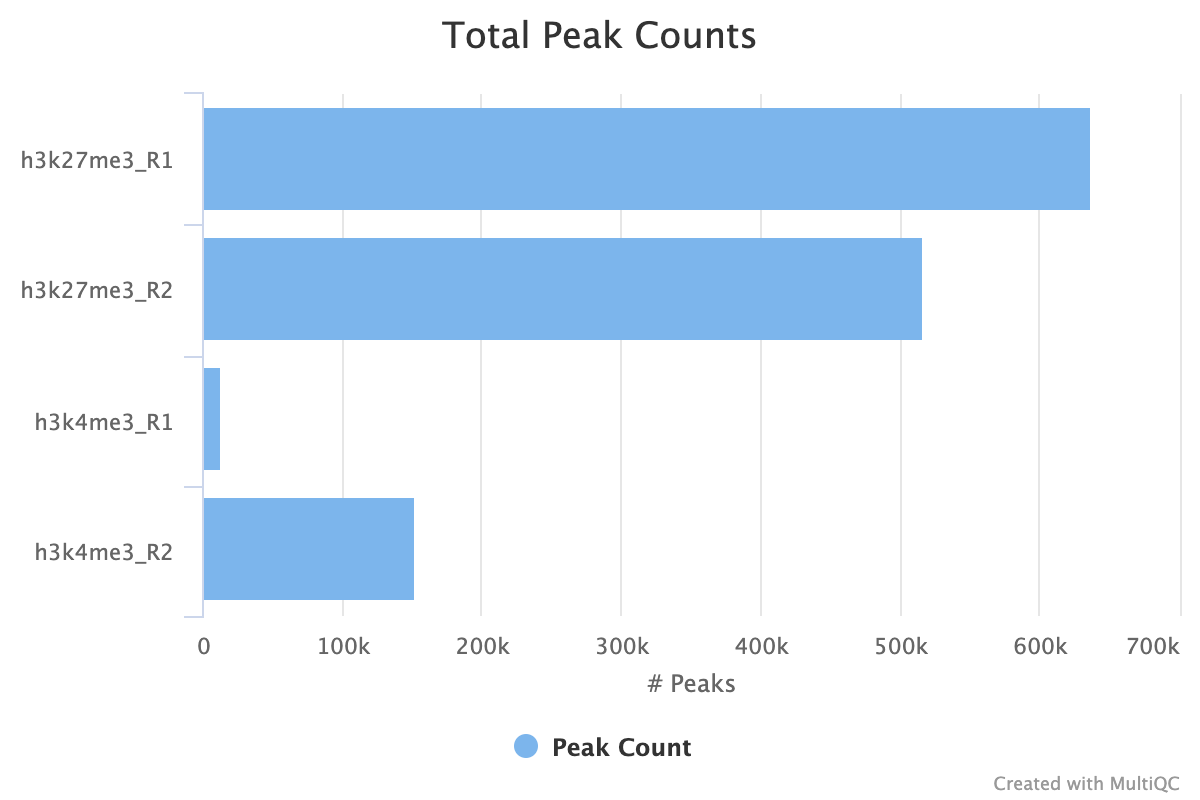 Total Peak Counts
h3k27me3_R1
h3k27me3_R2
h3k4me3_R1
h3k4me3_R2
0 100k 200k 300k 400k 500k 600k 700k
# Peaks
Peak Count
Created with MultiQC